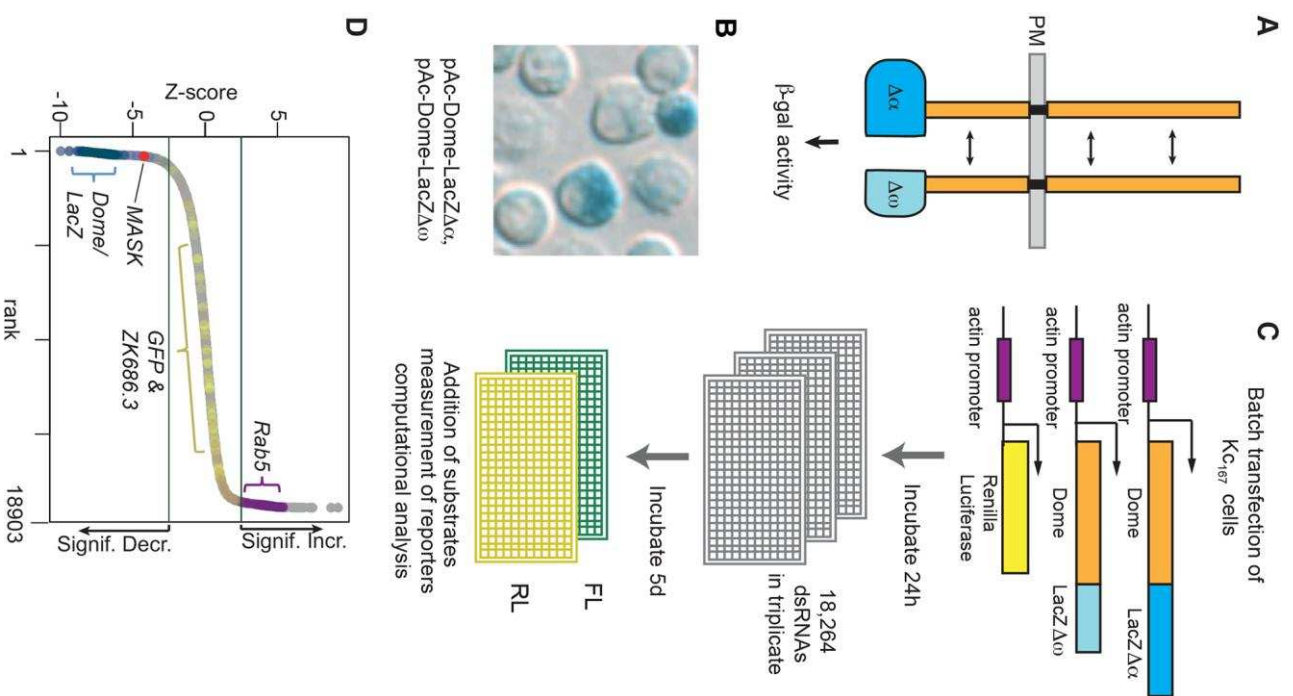 A
PM
Δα
Δω
β-gal activity
B
pAc-Dome-LacZΔα,
pAc-Dome-LacZΔω
C
Batch transfection of
Kc₁₆₇ cells
actin promoter
Dome
LacZΔα
actin promoter
Dome
LacZΔω
actin promoter
Renilla
Luciferase
Incubate 24h
18,264
dsRNAs
in triplicate
Incubate 5d
FL
RL
Addition of substrates
measurement of reporters
computational analysis
D
Z-score
5
0
-5
-10
Signif. Incr.
Signif. Decr.
Rab5
GFP &
ZK686.3
MASK
Dome/
LacZ
1
rank
18903